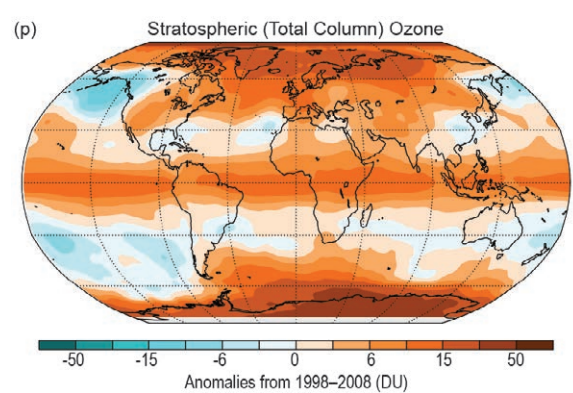 (p) Stratospheric (Total Column) Ozone
-50 -15 -6 0 6 15 50
Anomalies from 1998–2008 (DU)